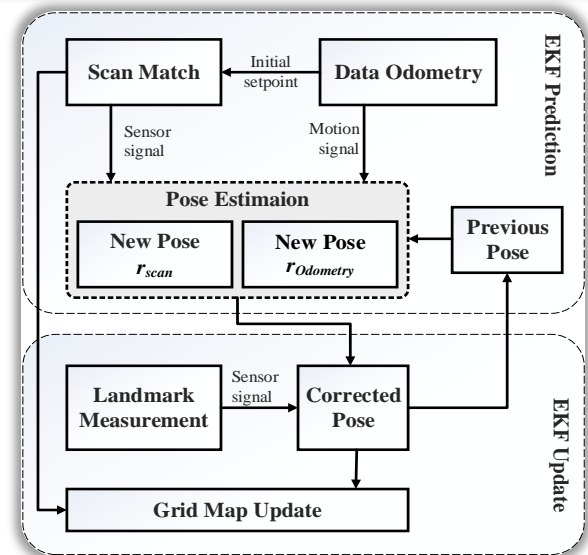 Scan Match
Initial
setpoint
Data Odometry
EKF Prediction
Sensor
signal
Motion
signal
Pose Estimaion
New Pose
r_scan
New Pose
r_Odometry
Previous
Pose
Landmark
Measurement
Sensor
signal
Corrected
Pose
EKF Update
Grid Map Update